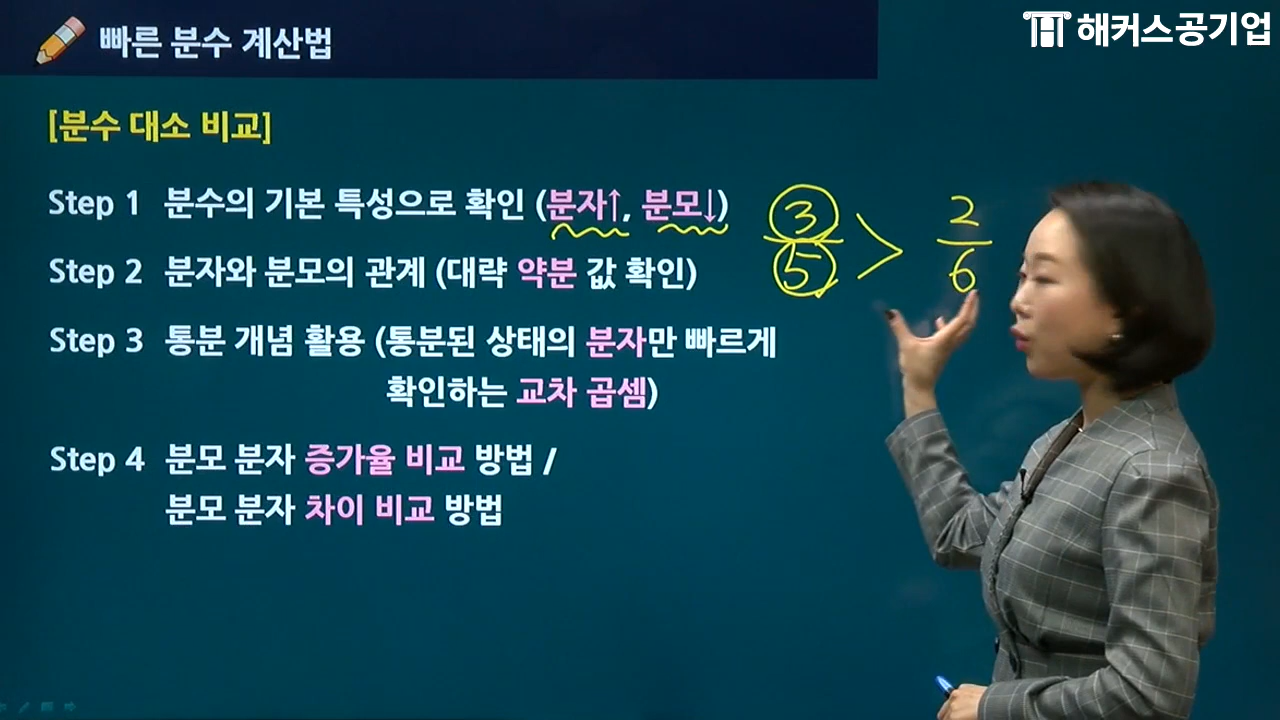 빠른 분수 계산법
해커스공기업
[분수 대소 비교]
Step 1 분수의 기본 특성으로 확인 (분자↑, 분모↓)
3/5 > 2/6
Step 2 분자와 분모의 관계 (대략 약분 값 확인)
Step 3 통분 개념 활용 (통분된 상태의 분자만 빠르게
확인하는 교차 곱셈)
Step 4 분모 분자 증가율 비교 방법 /
분모 분자 차이 비교 방법